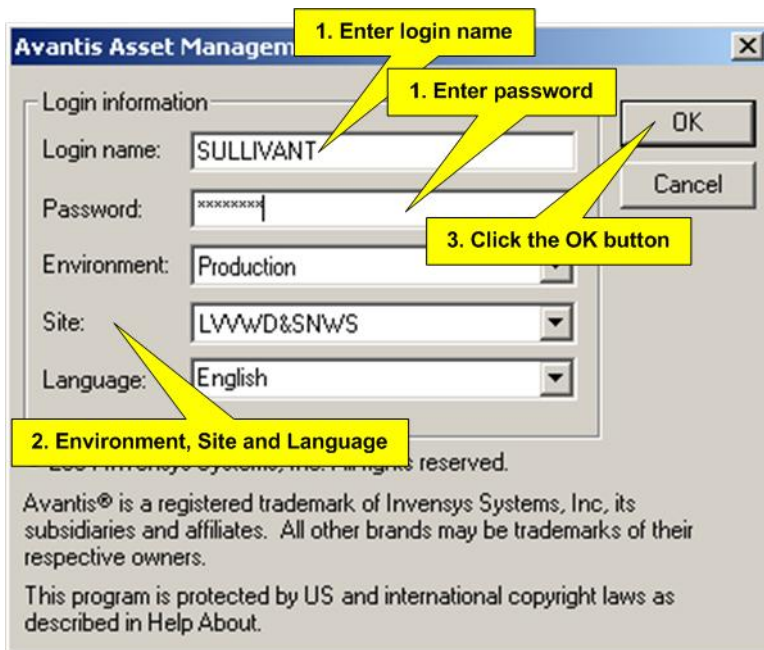 Avantis Asset Managem
1. Enter login name
Login information
1. Enter password
OK
Login name: SULLIVANT
Cancel
Password: ********
3. Click the OK button
Environment: Production
Site: LVVWD&SNWS
Language: English
2. Environment, Site and Language
reserved.
Avantis® is a registered trademark of Invensys Systems, Inc, its
subsidiaries and affiliates. All other brands may be trademarks of their
respective owners.
This program is protected by US and international copyright laws as
described in Help About.